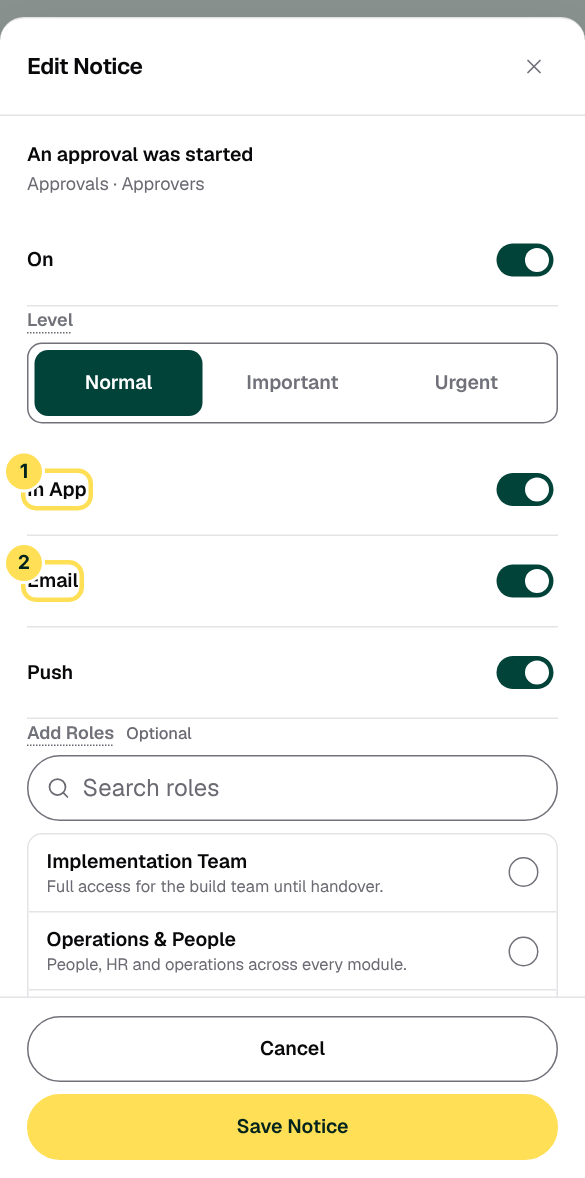 Edit Notice
An approval was started
Approvals · Approvers
On
Level
Normal Important Urgent
1
In App
2
Email
Push
Add Roles Optional
Search roles
Implementation Team
Full access for the build team until handover.
Operations & People
People, HR and operations across every module.
Cancel
Save Notice